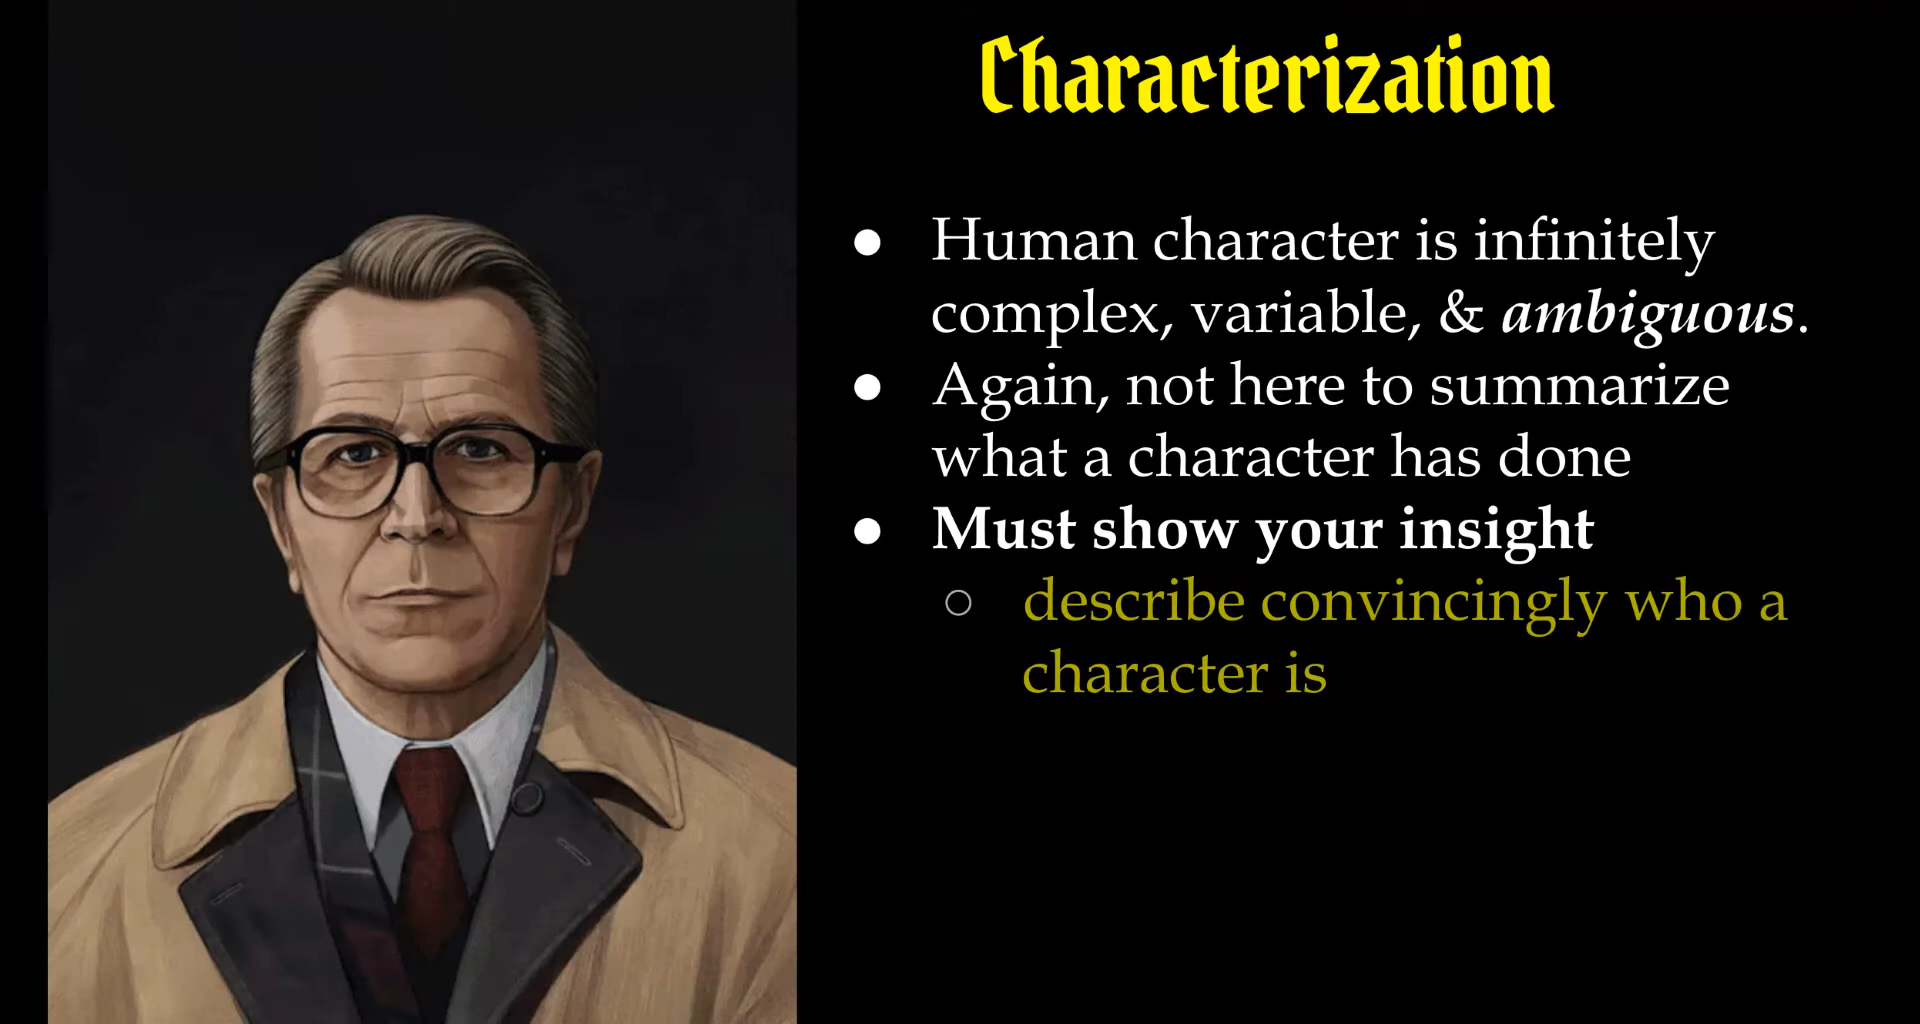 Characterization
● Human character is infinitely
complex, variable, & ambiguous.
● Again, not here to summarize
what a character has done
● Must show your insight
○ describe convincingly who a
character is